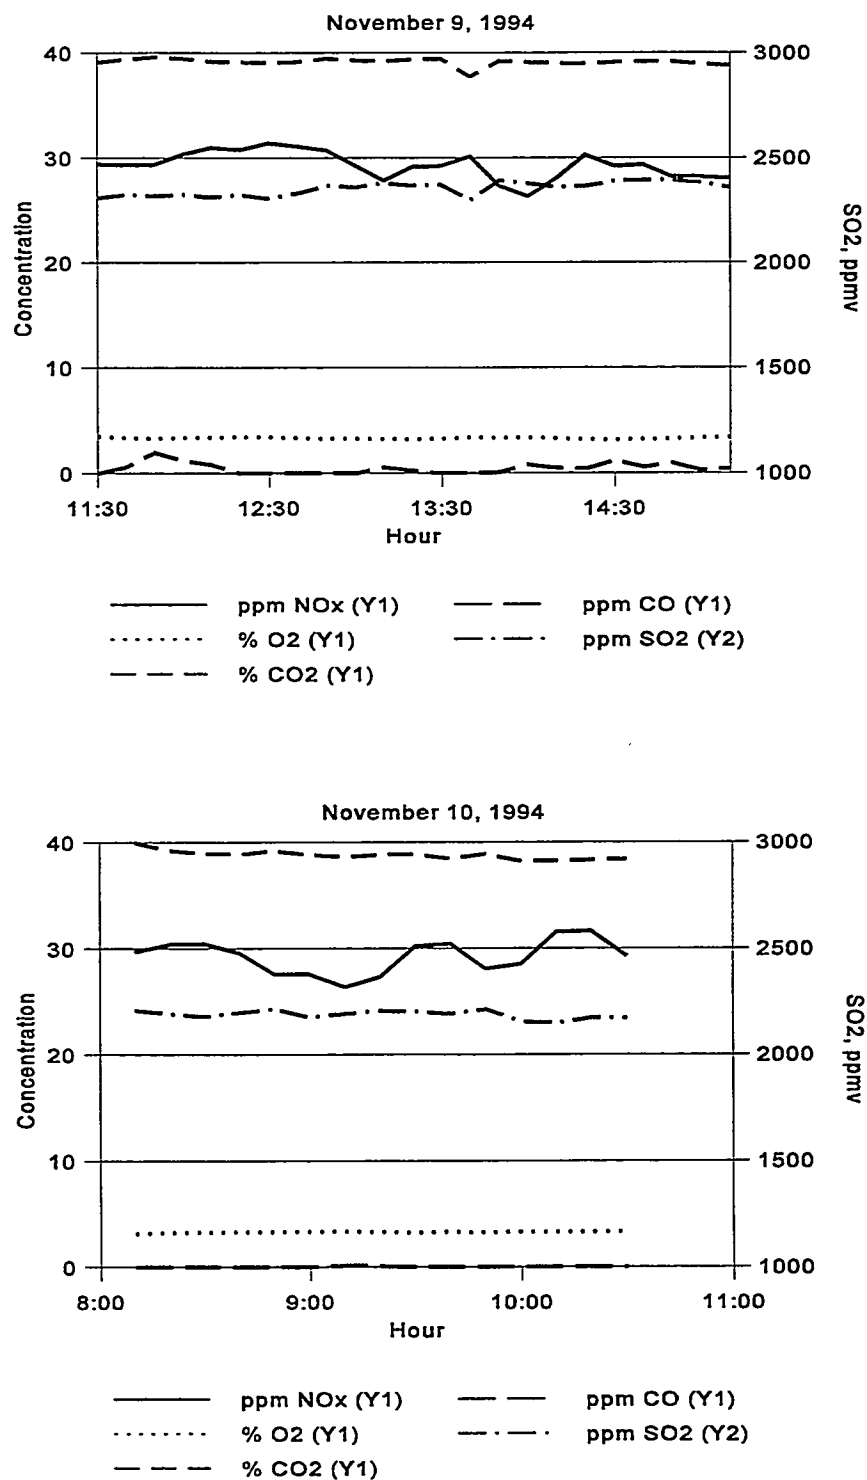 November 9, 1994
40
30
20
10
0
3000
2500
2000
1500
1000
Concentration
SO2, ppmv
11:30 12:30 13:30 14:30
Hour
ppm NOx (Y1) ppm CO (Y1)
% O2 (Y1) ppm SO2 (Y2)
% CO2 (Y1)
November 10, 1994
40
30
20
10
0
3000
2500
2000
1500
1000
Concentration
SO2, ppmv
8:00 9:00 10:00 11:00
Hour
ppm NOx (Y1) ppm CO (Y1)
% O2 (Y1) ppm SO2 (Y2)
% CO2 (Y1)